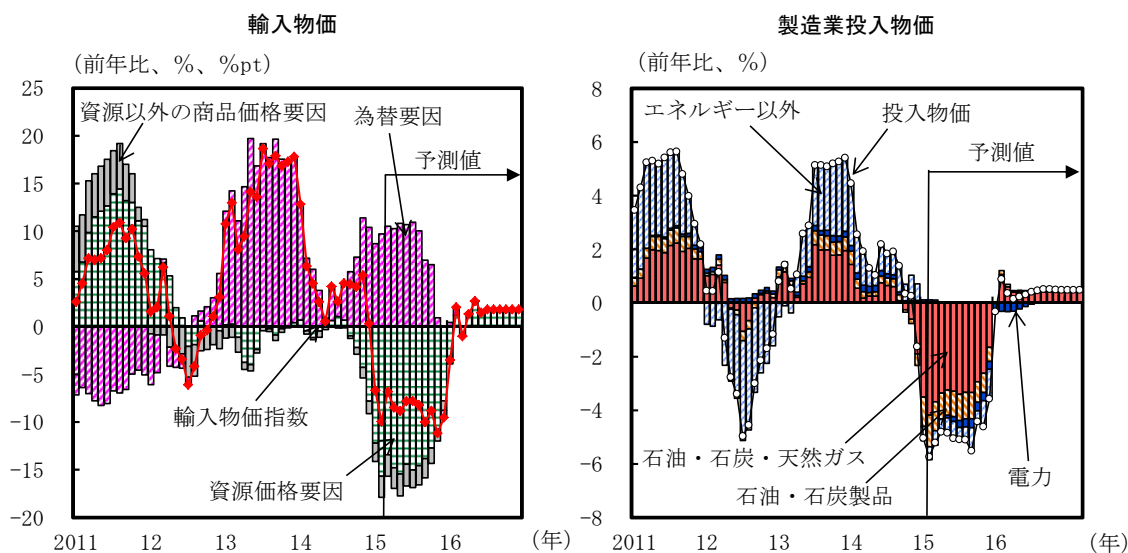 輸入物価
(前年比、%、%pt)
25
20
15
10
5
0
−5
−10
−15
−20
資源以外の商品価格要因
為替要因
予測値
輸入物価指数
資源価格要因
2011 12 13 14 15 16 (年)
製造業投入物価
(前年比、%)
8
6
4
2
0
−2
−4
−6
−8
エネルギー以外
投入物価
予測値
石油・石炭・天然ガス
石油・石炭製品
電力
2011 12 13 14 15 16 (年)